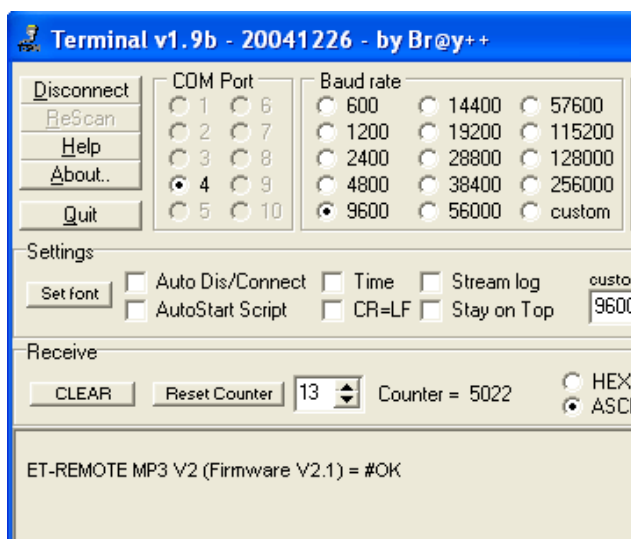 Terminal v1.9b - 20041226 - by Br@y++
Disconnect
ReScan
Help
About..
Quit
COM Port
1 6
2 7
3 8
4 9
5 10
Baud rate
600 14400 57600
1200 19200 115200
2400 28800 128000
4800 38400 256000
9600 56000 custom
Settings
Set font
Auto Dis/Connect Time Stream log
AutoStart Script CR=LF Stay on Top
custo
9600
Receive
CLEAR Reset Counter 13 Counter = 5022
HEX
ASCI
ET-REMOTE MP3 V2 (Firmware V2.1) = #OK